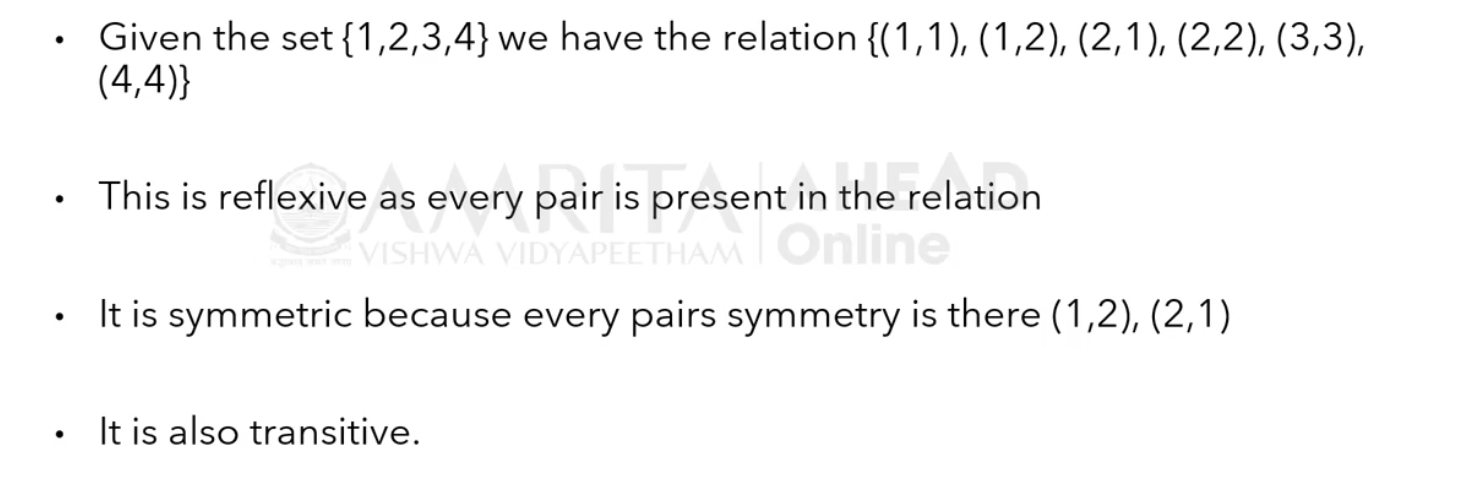 • Given the set {1,2,3,4} we have the relation {(1,1), (1,2), (2,1), (2,2), (3,3),
(4,4)}
• This is reflexive as every pair is present in the relation
AMRITA AHEAD
VISHWA VIDYAPEETHAM Online
• It is symmetric because every pairs symmetry is there (1,2), (2,1)
• It is also transitive.